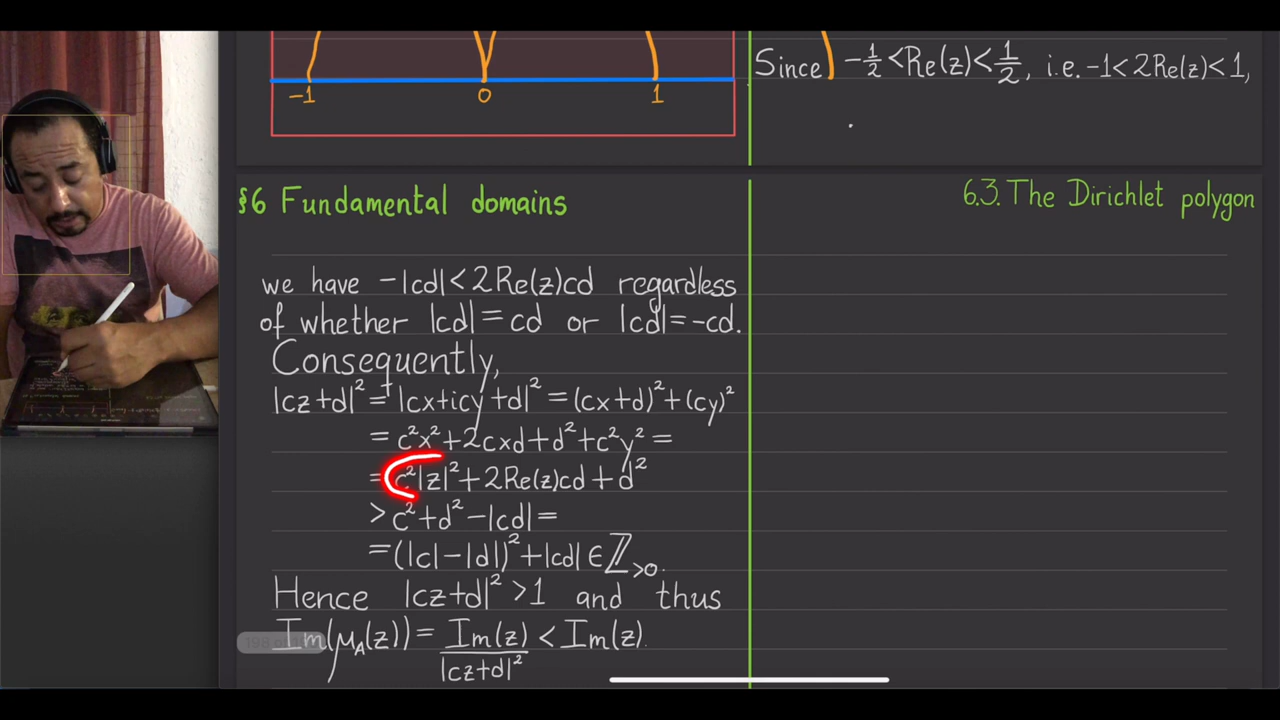 -1 0 1
Since -1/2 < Re(z) < 1/2, i.e. -1 < 2Re(z) < 1,
§6 Fundamental domains
6.3. The Dirichlet polygon
we have -|cd| < 2Re(z)cd regardless
of whether |cd| = cd or |cd| = -cd.
Consequently,
|cz+d|² = |cx+icy+d|² = (cx+d)² + (cy)²
= c²x² + 2cxd + d² + c²y² =
= c²|z|² + 2Re(z)cd + d²
> c² + d² - |cd| =
= (|c|-|d|)² + |cd| ∈ ℤ>0.
Hence |cz+d|² > 1 and thus
Im(μ_A(z)) = Im(z)/|cz+d|² < Im(z).